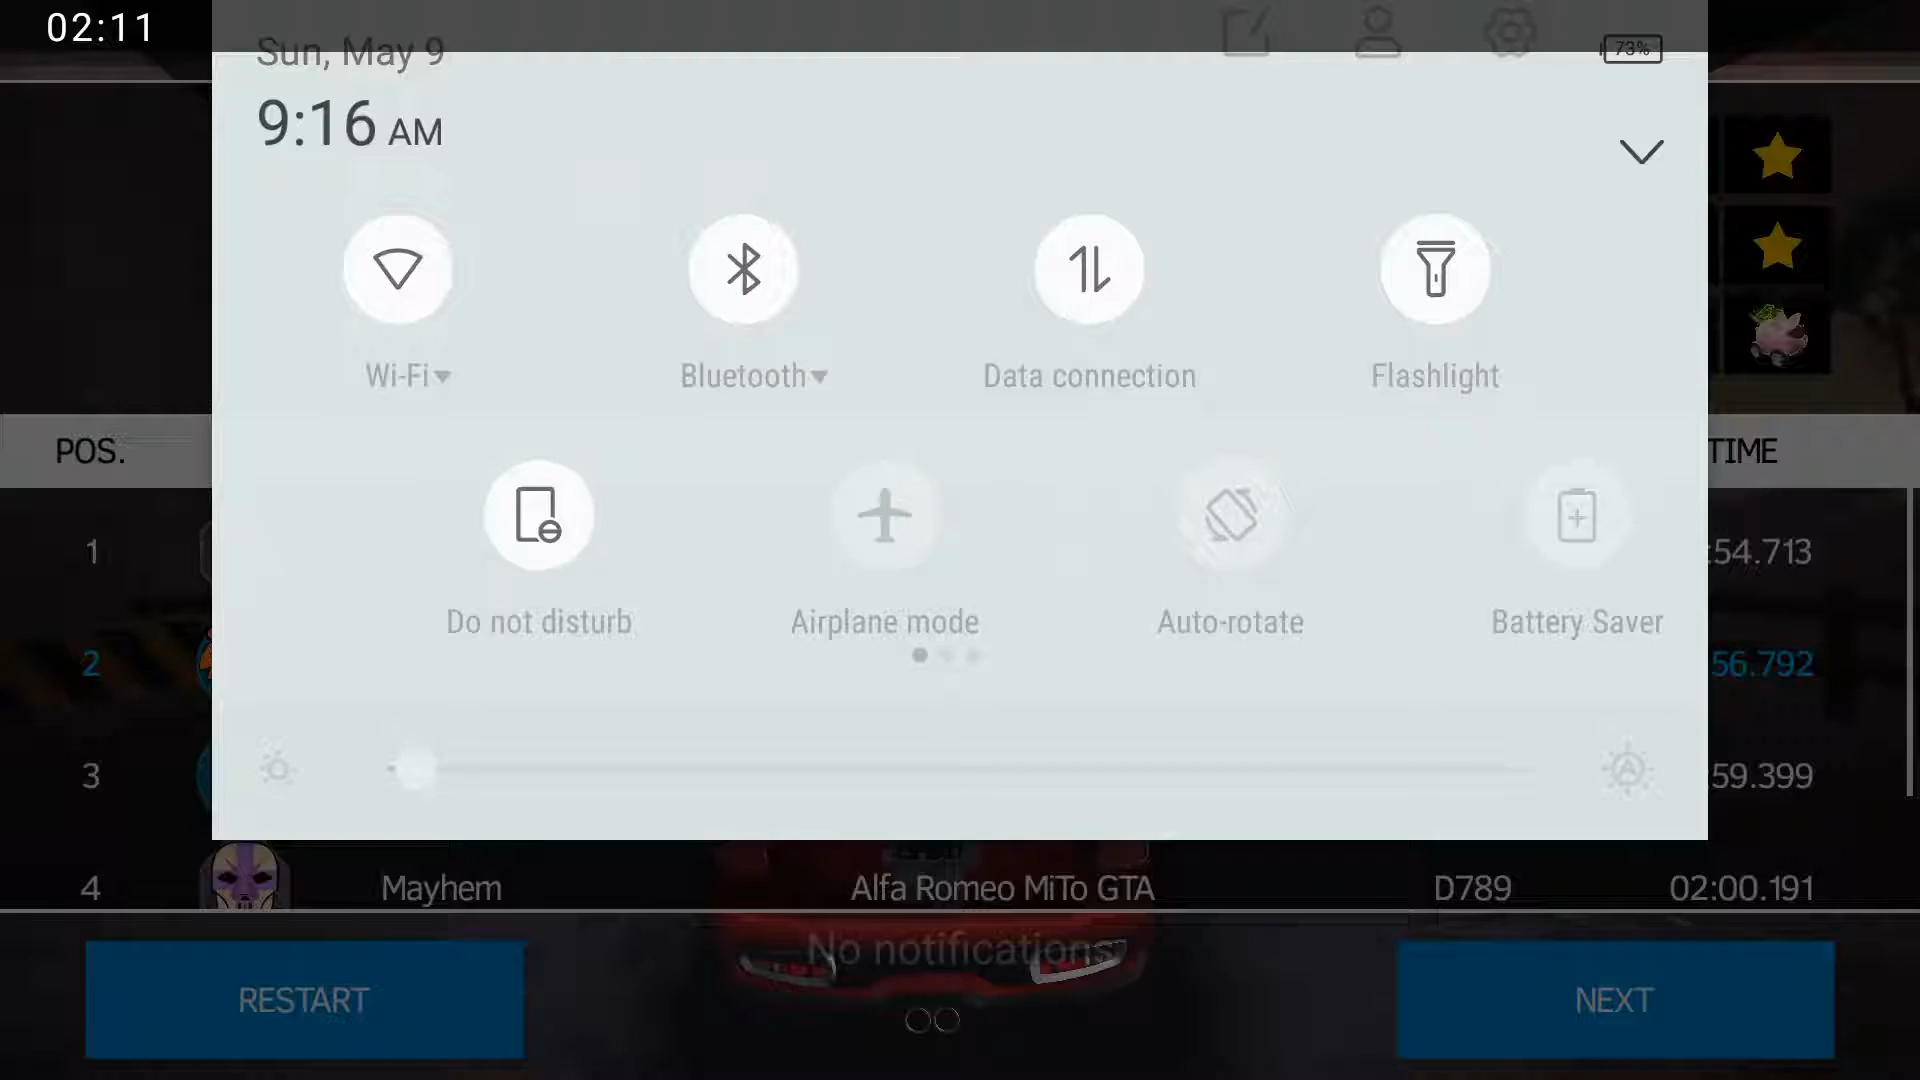 02:11
Sun, May 9
73%
9:16 AM
Wi-Fi
Bluetooth
Data connection
Flashlight
POS.
TIME
Do not disturb
Airplane mode
Auto-rotate
Battery Saver
1
:54.713
2
56.792
3
59.399
4
Mayhem
Alfa Romeo MiTo GTA
D789
02:00.191
No notifications
RESTART
NEXT